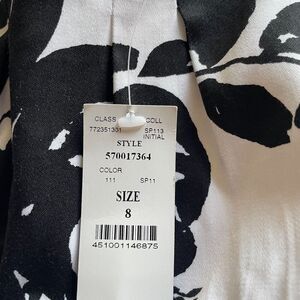 CLASS COLL
772351301 SP113
INITIAL
STYLE
570017364
COLOR
111 SP11
SIZE
8
451001146875